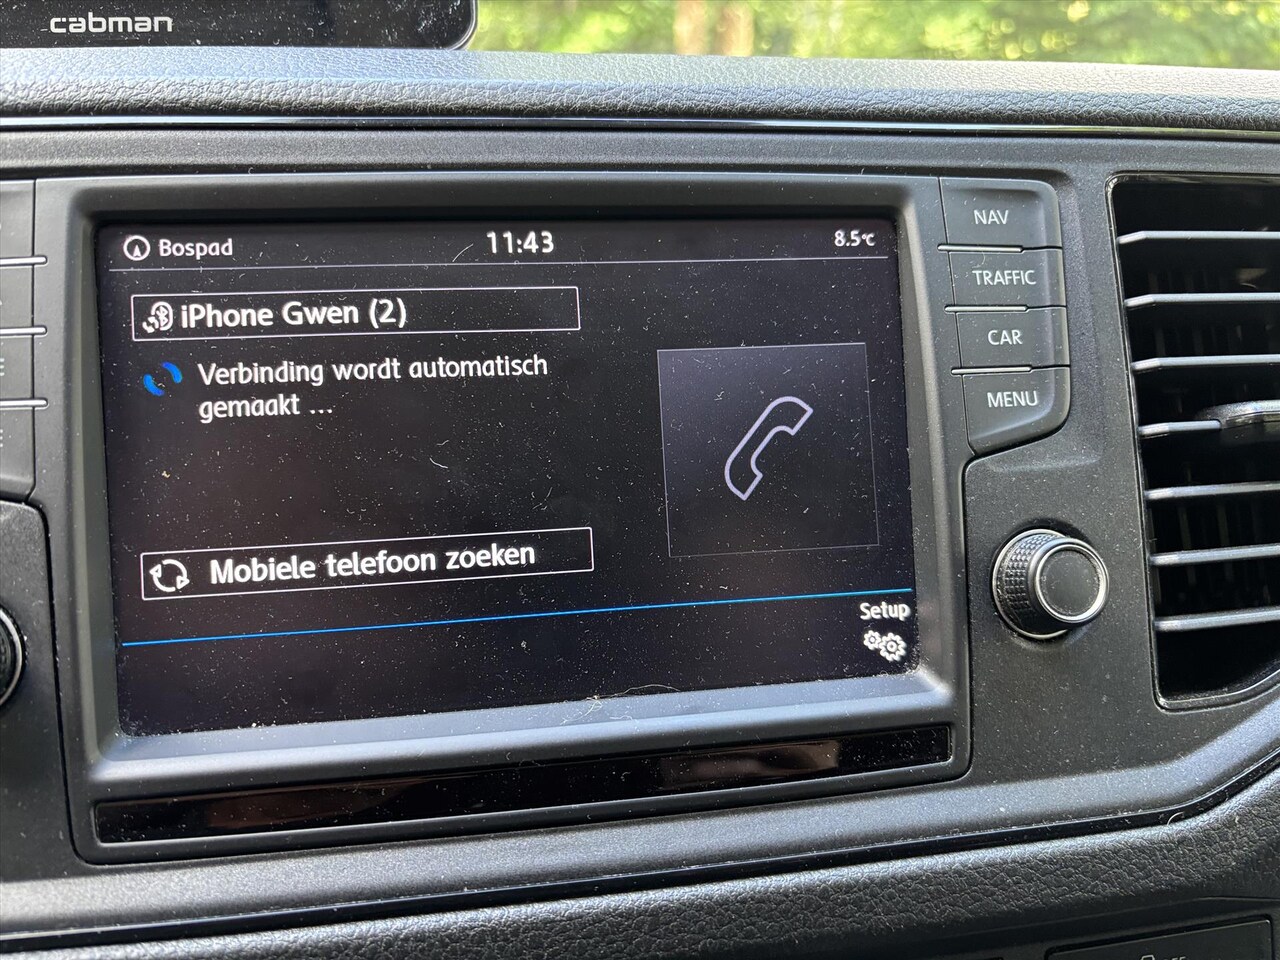 cabman
Bospad
11:43
8.5°C
iPhone Gwen (2)
Verbinding wordt automatisch
gemaakt ...
Mobiele telefoon zoeken
Setup
NAV
TRAFFIC
CAR
MENU